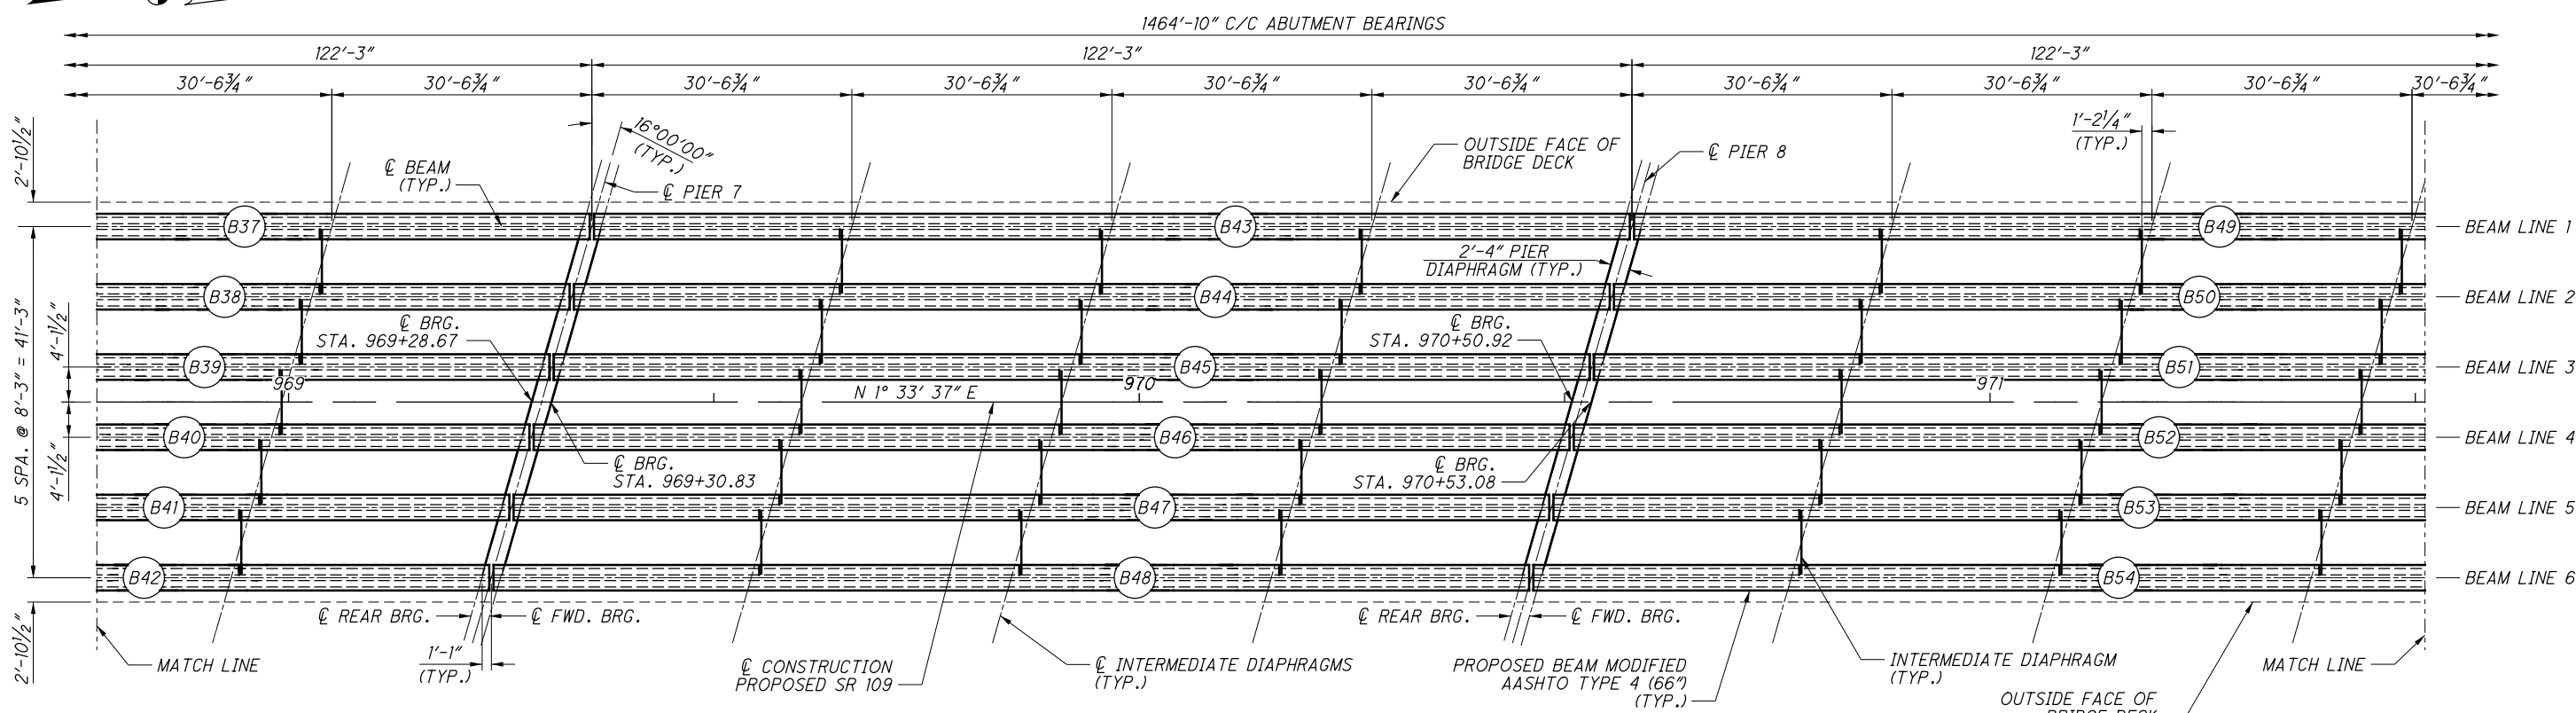 1464'-10" C/C ABUTMENT BEARINGS
122'-3" 122'-3" 122'-3"
30'-6¾" 30'-6¾" 30'-6¾" 30'-6¾" 30'-6¾" 30'-6¾" 30'-6¾" 30'-6¾" 30'-6¾" 30'-6¾"
2'-10½"
16°00'00"
(TYP.)
℄ BEAM
(TYP.)
℄ PIER 7
OUTSIDE FACE OF
BRIDGE DECK
℄ PIER 8
1'-2¼"
(TYP.)
B37 B43 B49 BEAM LINE 1
2'-4" PIER
DIAPHRAGM (TYP.)
B38 B44 B50 BEAM LINE 2
℄ BRG.
STA. 969+28.67
℄ BRG.
STA. 970+50.92
B39 B45 B51 BEAM LINE 3
5 SPA. @ 8'-3" = 41'-3"
4'-1½"
4'-1½"
969 970 971
N 1° 33' 37" E
B40 B46 B52 BEAM LINE 4
℄ BRG.
STA. 969+30.83
℄ BRG.
STA. 970+53.08
B41 B47 B53 BEAM LINE 5
B42 B48 B54 BEAM LINE 6
2'-10½"
℄ REAR BRG. ℄ FWD. BRG. ℄ REAR BRG. ℄ FWD. BRG.
MATCH LINE
1'-1"
(TYP.)
℄ CONSTRUCTION
PROPOSED SR 109
℄ INTERMEDIATE DIAPHRAGMS
(TYP.)
PROPOSED BEAM MODIFIED
AASHTO TYPE 4 (66")
(TYP.)
INTERMEDIATE DIAPHRAGM
(TYP.)
MATCH LINE
OUTSIDE FACE OF
BRIDGE DECK